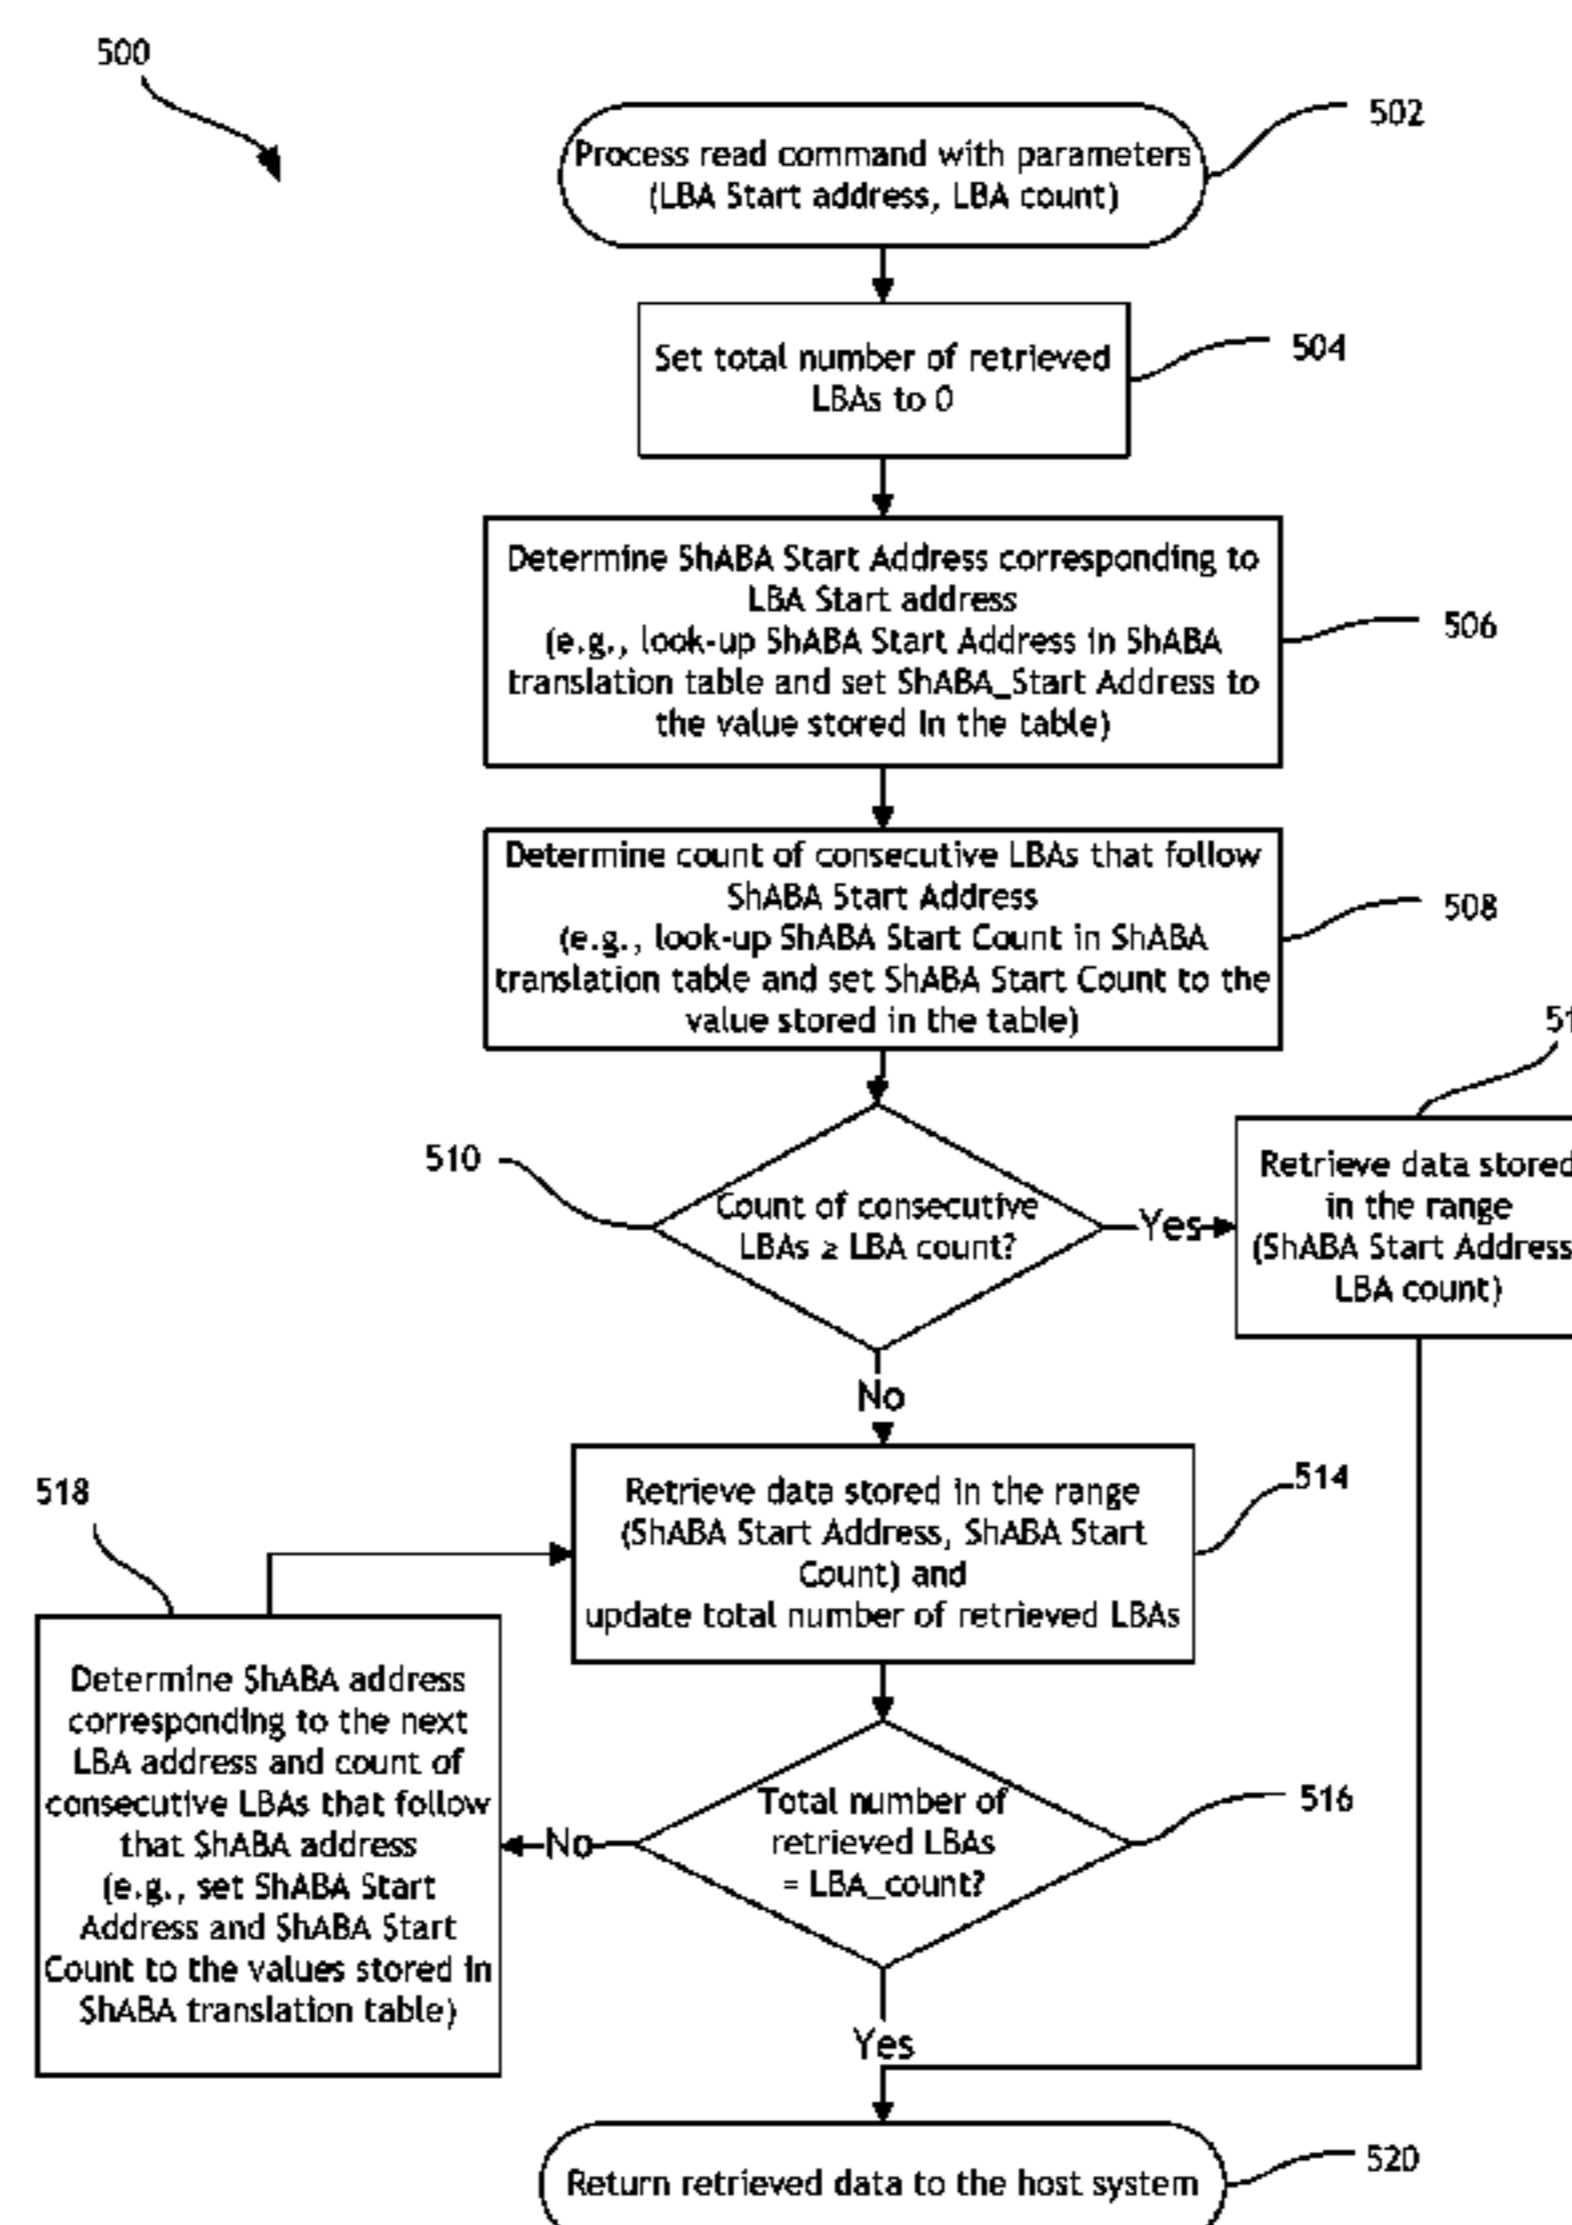 500
502
Process read command with parameters
(LBA Start address, LBA count)
504
Set total number of retrieved
LBAs to 0
506
Determine ShABA Start Address corresponding to
LBA Start address
(e.g., look-up ShABA Start Address in ShABA
translation table and set ShABA_Start Address to
the value stored in the table)
508
Determine count of consecutive LBAs that follow
ShABA Start Address
(e.g., look-up ShABA Start Count in ShABA
translation table and set ShABA Start Count to the
value stored in the table)
510
Count of consecutive
LBAs ≥ LBA count?
Yes
Retrieve data stored
in the range
(ShABA Start Address
LBA count)
No
514
Retrieve data stored in the range
(ShABA Start Address, ShABA Start
Count) and
update total number of retrieved LBAs
518
Determine ShABA address
corresponding to the next
LBA address and count of
consecutive LBAs that follow
that ShABA address
(e.g., set ShABA Start
Address and ShABA Start
Count to the values stored in
ShABA translation table)
516
Total number of
retrieved LBAs
= LBA_count?
No
Yes
520
Return retrieved data to the host system